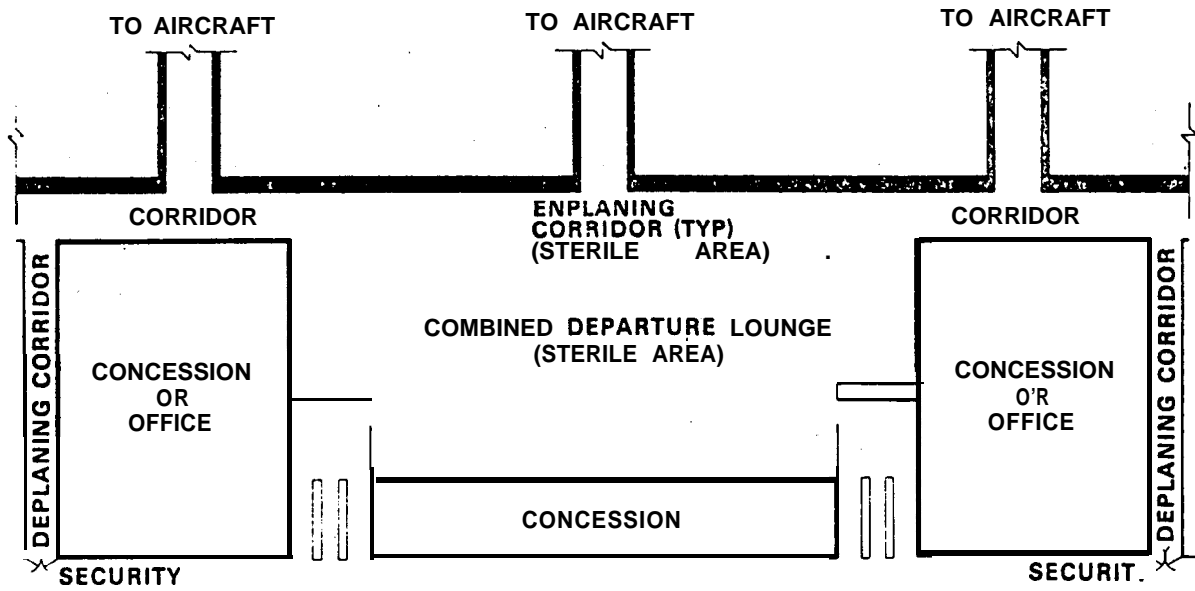 TO AIRCRAFT
TO AIRCRAFT
TO AIRCRAFT
CORRIDOR
ENPLANING
CORRIDOR (TYP)
(STERILE AREA)
CORRIDOR
COMBINED DEPARTURE LOUNGE
(STERILE AREA)
DEPLANING CORRIDOR
CONCESSION
OR
OFFICE
CONCESSION
O'R
OFFICE
DEPLANING CORRIDOR
CONCESSION
SECURITY
SECURIT.